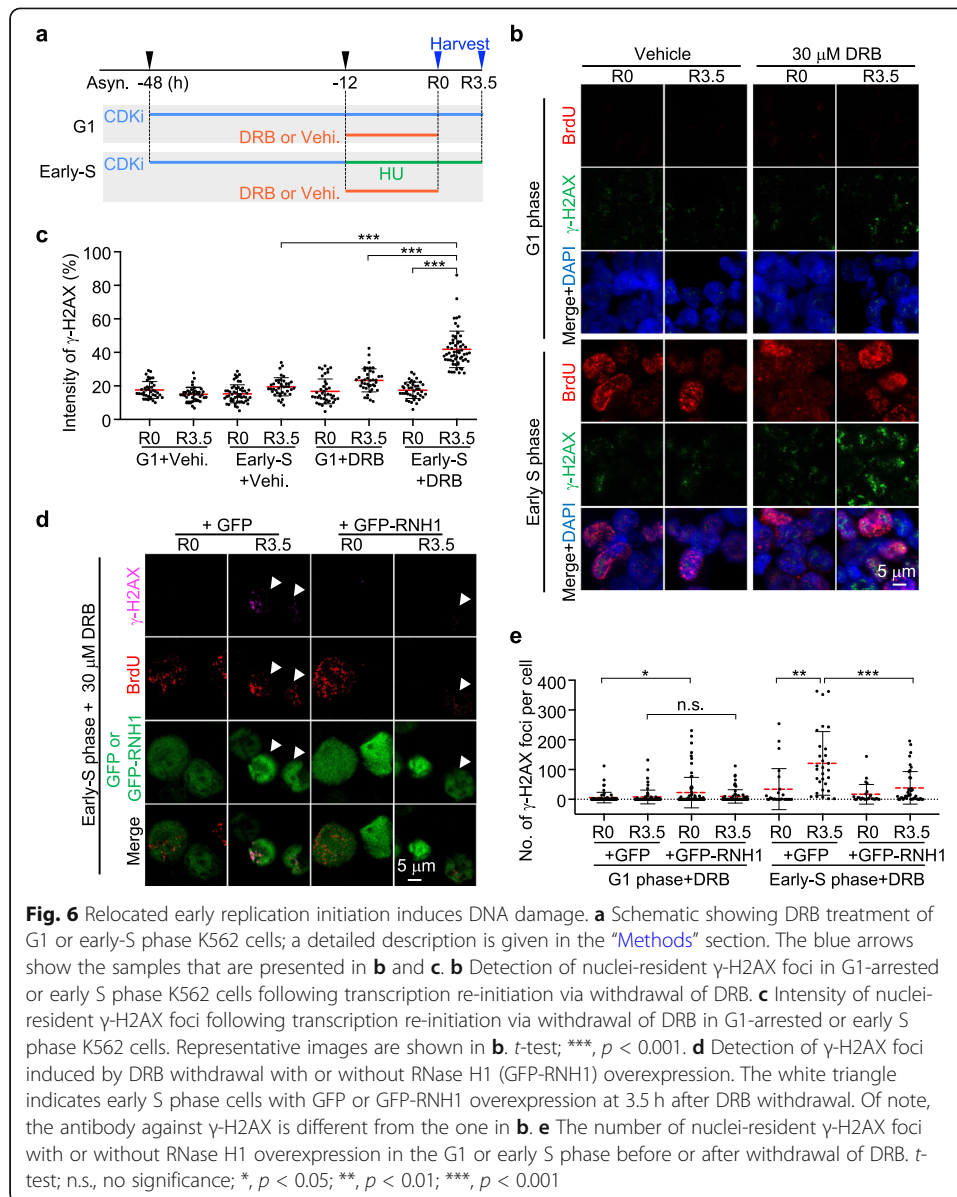 a
Harvest
Asyn. -48 (h) -12 R0 R3.5
G1 CDKi
DRB or Vehi.
Early-S CDKi
HU
DRB or Vehi.
b
Vehicle 30 μM DRB
R0 R3.5 R0 R3.5
G1 phase
BrdU
γ-H2AX
Merge+DAPI
Early S phase
BrdU
γ-H2AX
Merge+DAPI
5 μm
c
Intensity of γ-H2AX (%)
100
80
60
40
20
0
***
***
***
R0 R3.5 R0 R3.5 R0 R3.5 R0 R3.5
G1+Vehi. Early-S +Vehi. G1+DRB Early-S +DRB
d
+ GFP + GFP-RNH1
R0 R3.5 R0 R3.5
Early-S phase + 30 μM DRB
γ-H2AX
BrdU
GFP or
GFP-RNH1
Merge
5 μm
e
No. of γ-H2AX foci per cell
400
300
200
100
0
* n.s. ** ***
R0 R3.5 R0 R3.5 R0 R3.5 R0 R3.5
+GFP +GFP-RNH1 +GFP +GFP-RNH1
G1 phase+DRB Early-S phase+DRB
Fig. 6 Relocated early replication initiation induces DNA damage. a Schematic showing DRB treatment of
G1 or early-S phase K562 cells; a detailed description is given in the “Methods” section. The blue arrows
show the samples that are presented in b and c. b Detection of nuclei-resident γ-H2AX foci in G1-arrested
or early S phase K562 cells following transcription re-initiation via withdrawal of DRB. c Intensity of nuclei-
resident γ-H2AX foci following transcription re-initiation via withdrawal of DRB in G1-arrested or early S
phase K562 cells. Representative images are shown in b. t-test; ***, p < 0.001. d Detection of γ-H2AX foci
induced by DRB withdrawal with or without RNase H1 (GFP-RNH1) overexpression. The white triangle
indicates early S phase cells with GFP or GFP-RNH1 overexpression at 3.5 h after DRB withdrawal. Of note,
the antibody against γ-H2AX is different from the one in b. e The number of nuclei-resident γ-H2AX foci
with or without RNase H1 overexpression in the G1 or early S phase before or after withdrawal of DRB. t-
test; n.s., no significance; *, p < 0.05; **, p < 0.01; ***, p < 0.001